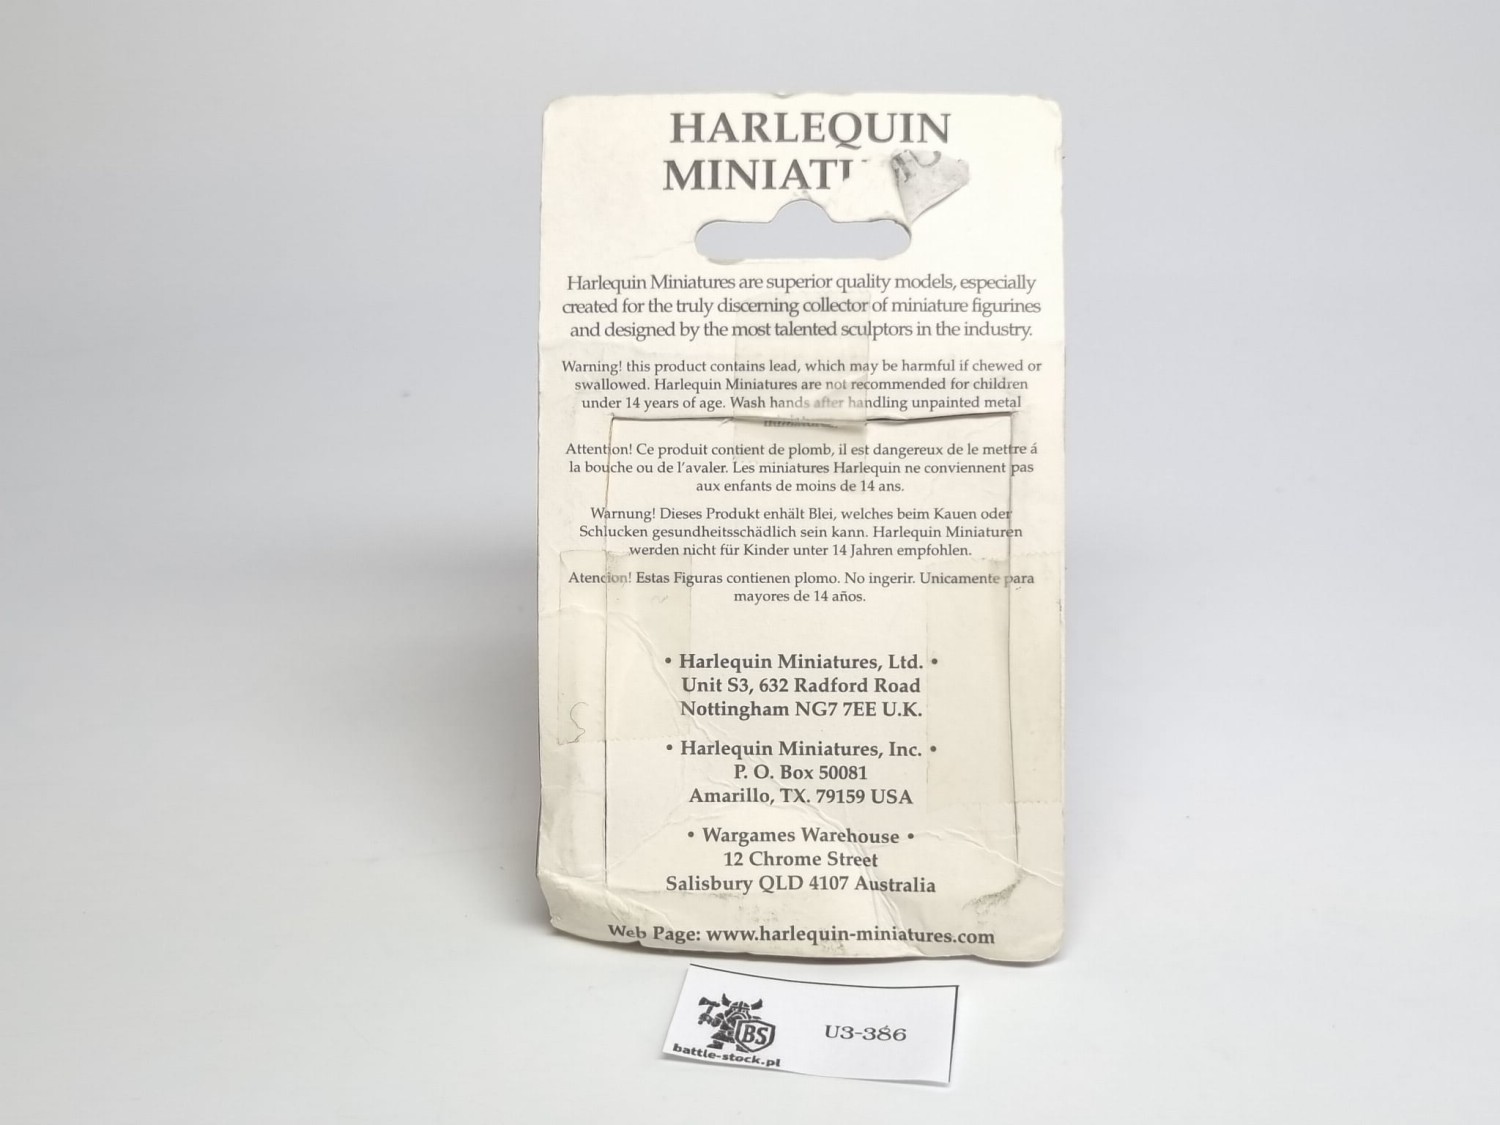 HARLEQUIN
MINIATU
Harlequin Miniatures are superior quality models, especially
created for the truly discerning collector of miniature figurines
and designed by the most talented sculptors in the industry.
Warning! this product contains lead, which may be harmful if chewed or
swallowed. Harlequin Miniatures are not recommended for children
under 14 years of age. Wash hands after handling unpainted metal
Attention! Ce produit contient de plomb, il est dangereux de le mettre á
la bouche ou de l'avaler. Les miniatures Harlequin ne conviennent pas
aux enfants de moins de 14 ans.
Warnung! Dieses Produkt enhält Blei, welches beim Kauen oder
Schlucken gesundheitsschädlich sein kann. Harlequin Miniaturen
werden nicht für Kinder unter 14 Jahren empfohlen.
Atencion! Estas Figuras contienen plomo. No ingerir. Unicamente para
mayores de 14 años.
• Harlequin Miniatures, Ltd. •
Unit S3, 632 Radford Road
Nottingham NG7 7EE U.K.
• Harlequin Miniatures, Inc. •
P. O. Box 50081
Amarillo, TX. 79159 USA
• Wargames Warehouse •
12 Chrome Street
Salisbury QLD 4107 Australia
Web Page: www.harlequin-miniatures.com
BS
battle-stock.pl
U3-386